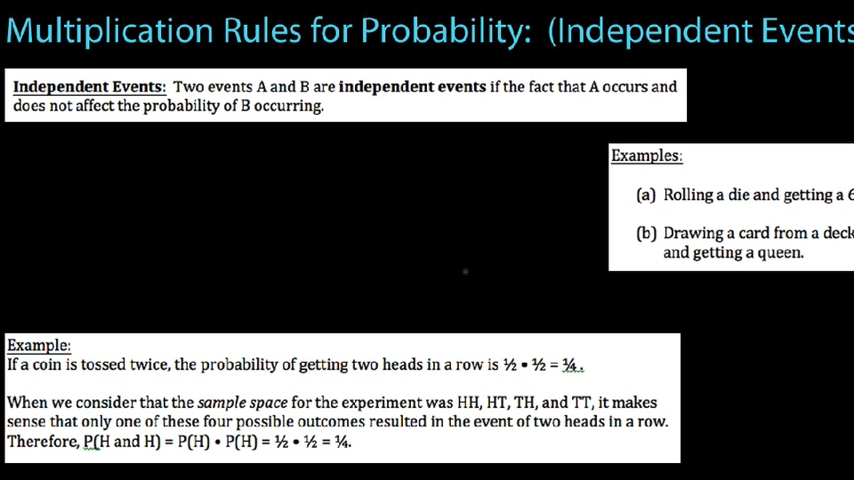 Multiplication Rules for Probability: (Independent Events
Independent Events: Two events A and B are independent events if the fact that A occurs and
does not affect the probability of B occurring.
Examples:
(a) Rolling a die and getting a 6
(b) Drawing a card from a deck
and getting a queen.
Example:
If a coin is tossed twice, the probability of getting two heads in a row is ½ • ½ = ¼.
When we consider that the sample space for the experiment was HH, HT, TH, and TT, it makes
sense that only one of these four possible outcomes resulted in the event of two heads in a row.
Therefore, P(H and H) = P(H) • P(H) = ½ • ½ = ¼.